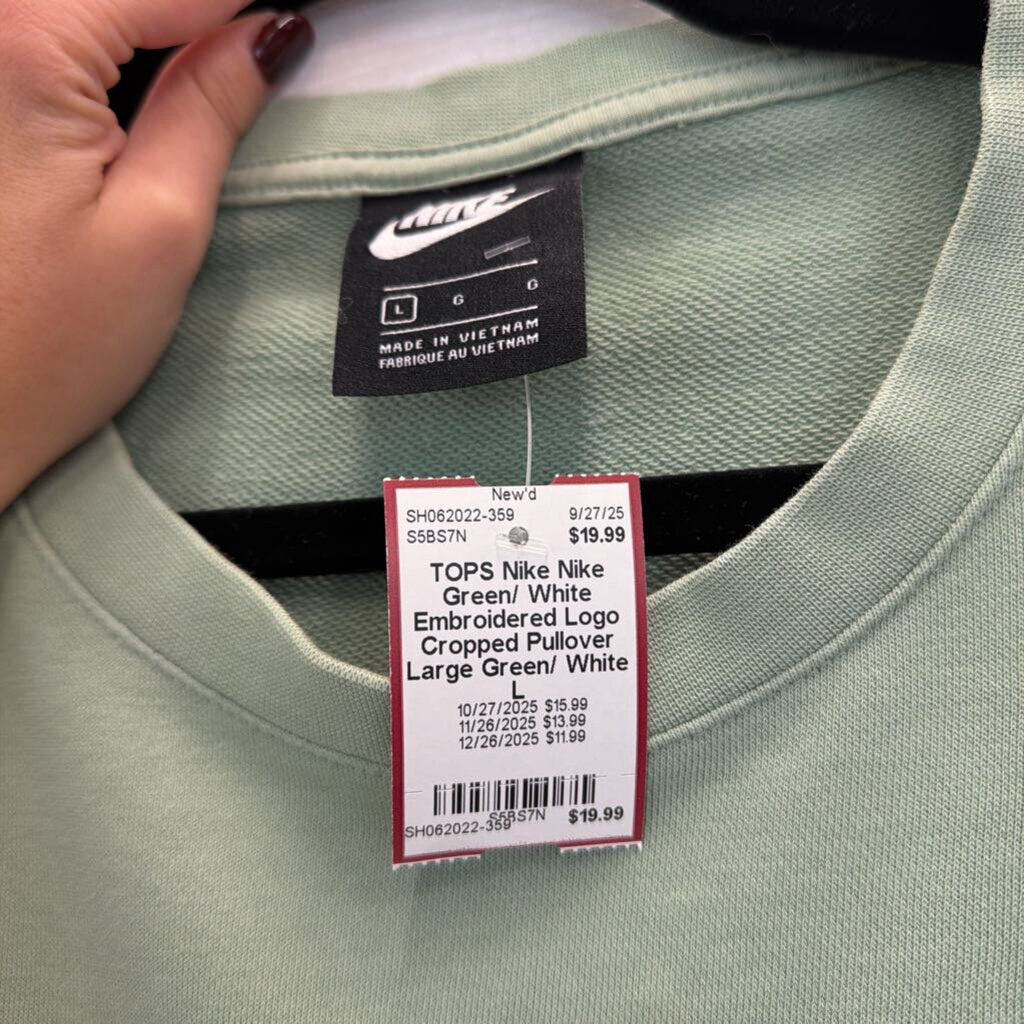 NIKE
L G G
MADE IN VIETNAM
FABRIQUE AU VIETNAM
New'd
SH062022-359 9/27/25
S5BS7N $19.99
TOPS Nike Nike
Green/ White
Embroidered Logo
Cropped Pullover
Large Green/ White
L
10/27/2025 $15.99
11/26/2025 $13.99
12/26/2025 $11.99
S5BS7N $19.99
SH062022-359